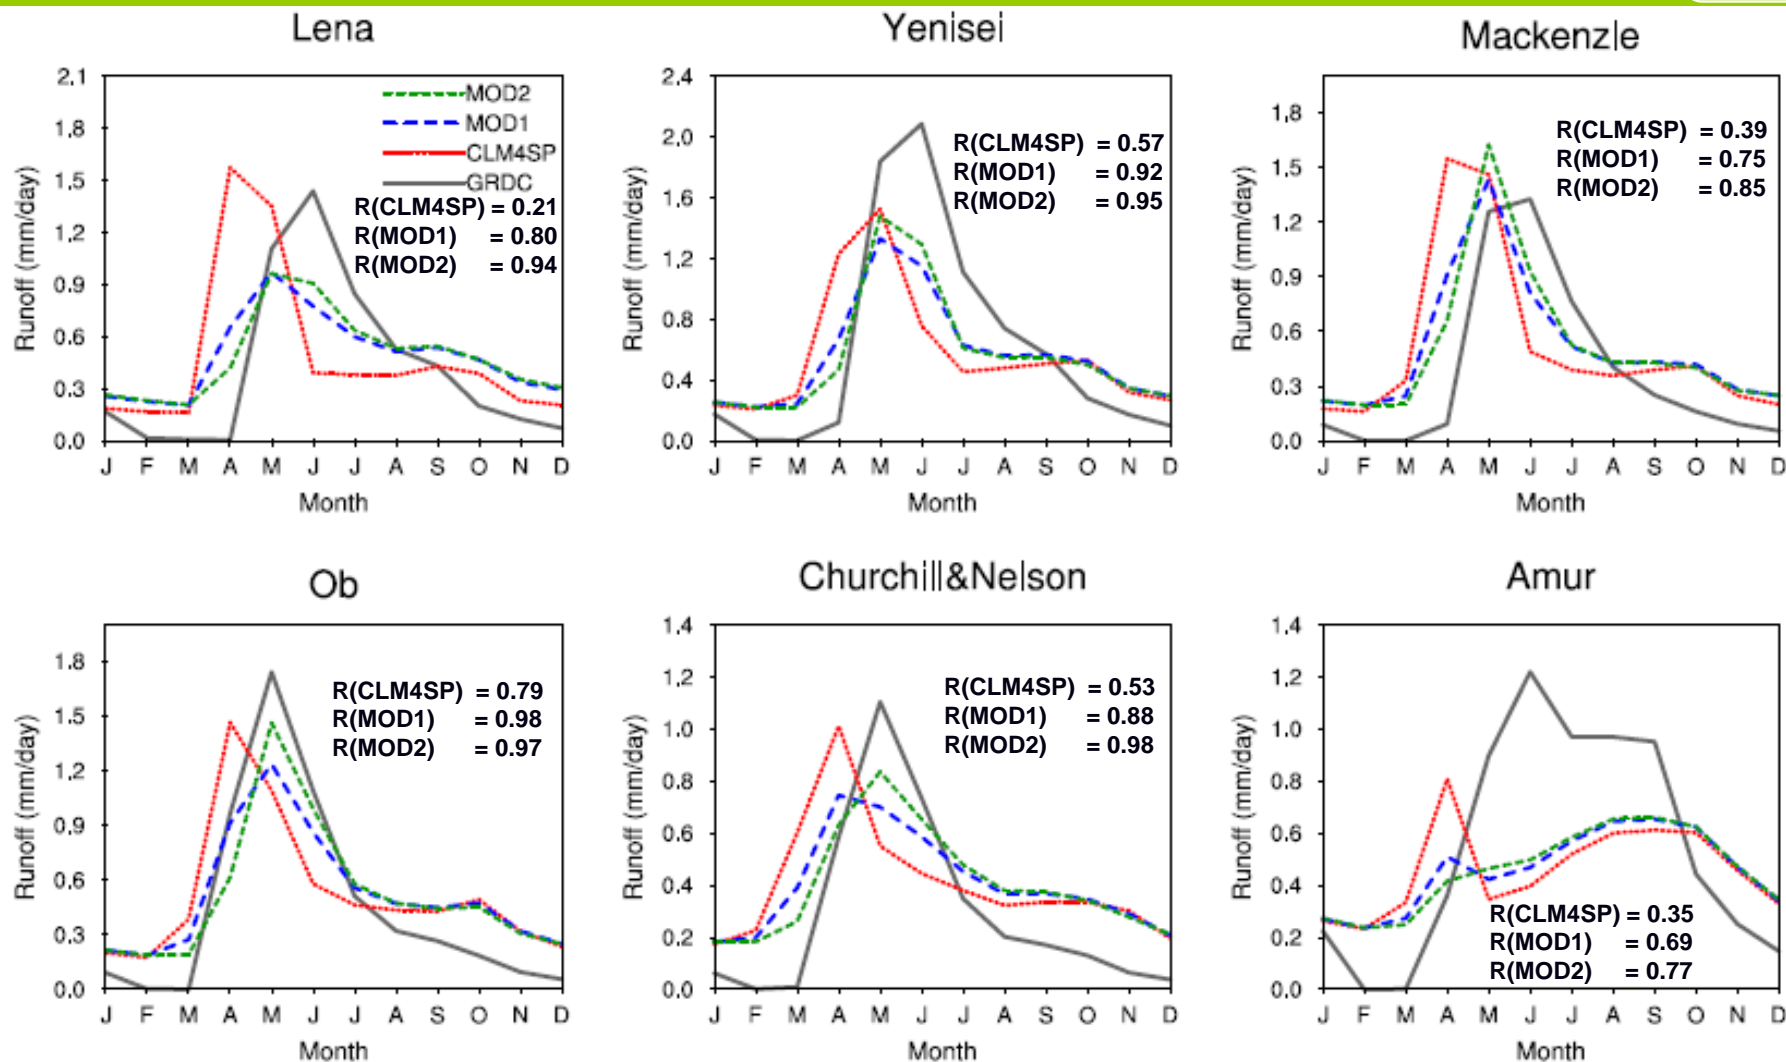 Lena
2.1
1.8
1.5
1.2
0.9
0.6
0.3
0.0
Runoff (mm/day)
MOD2
MOD1
CLM4SP
GRDC
R(CLM4SP) = 0.21
R(MOD1) = 0.80
R(MOD2) = 0.94
J F M A M J J A S O N D
Month
Yenisei
2.4
2.0
1.6
1.2
0.8
0.4
0.0
Runoff (mm/day)
R(CLM4SP) = 0.57
R(MOD1) = 0.92
R(MOD2) = 0.95
J F M A M J J A S O N D
Month
Mackenzie
1.8
1.5
1.2
0.9
0.6
0.3
0.0
Runoff (mm/day)
R(CLM4SP) = 0.39
R(MOD1) = 0.75
R(MOD2) = 0.85
J F M A M J J A S O N D
Month
Ob
1.8
1.5
1.2
0.9
0.6
0.3
0.0
Runoff (mm/day)
R(CLM4SP) = 0.79
R(MOD1) = 0.98
R(MOD2) = 0.97
J F M A M J J A S O N D
Month
Churchill&Nelson
1.4
1.2
1.0
0.8
0.6
0.4
0.2
0.0
Runoff (mm/day)
R(CLM4SP) = 0.53
R(MOD1) = 0.88
R(MOD2) = 0.98
J F M A M J J A S O N D
Month
Amur
1.4
1.2
1.0
0.8
0.6
0.4
0.2
0.0
Runoff (mm/day)
R(CLM4SP) = 0.35
R(MOD1) = 0.69
R(MOD2) = 0.77
J F M A M J J A S O N D
Month